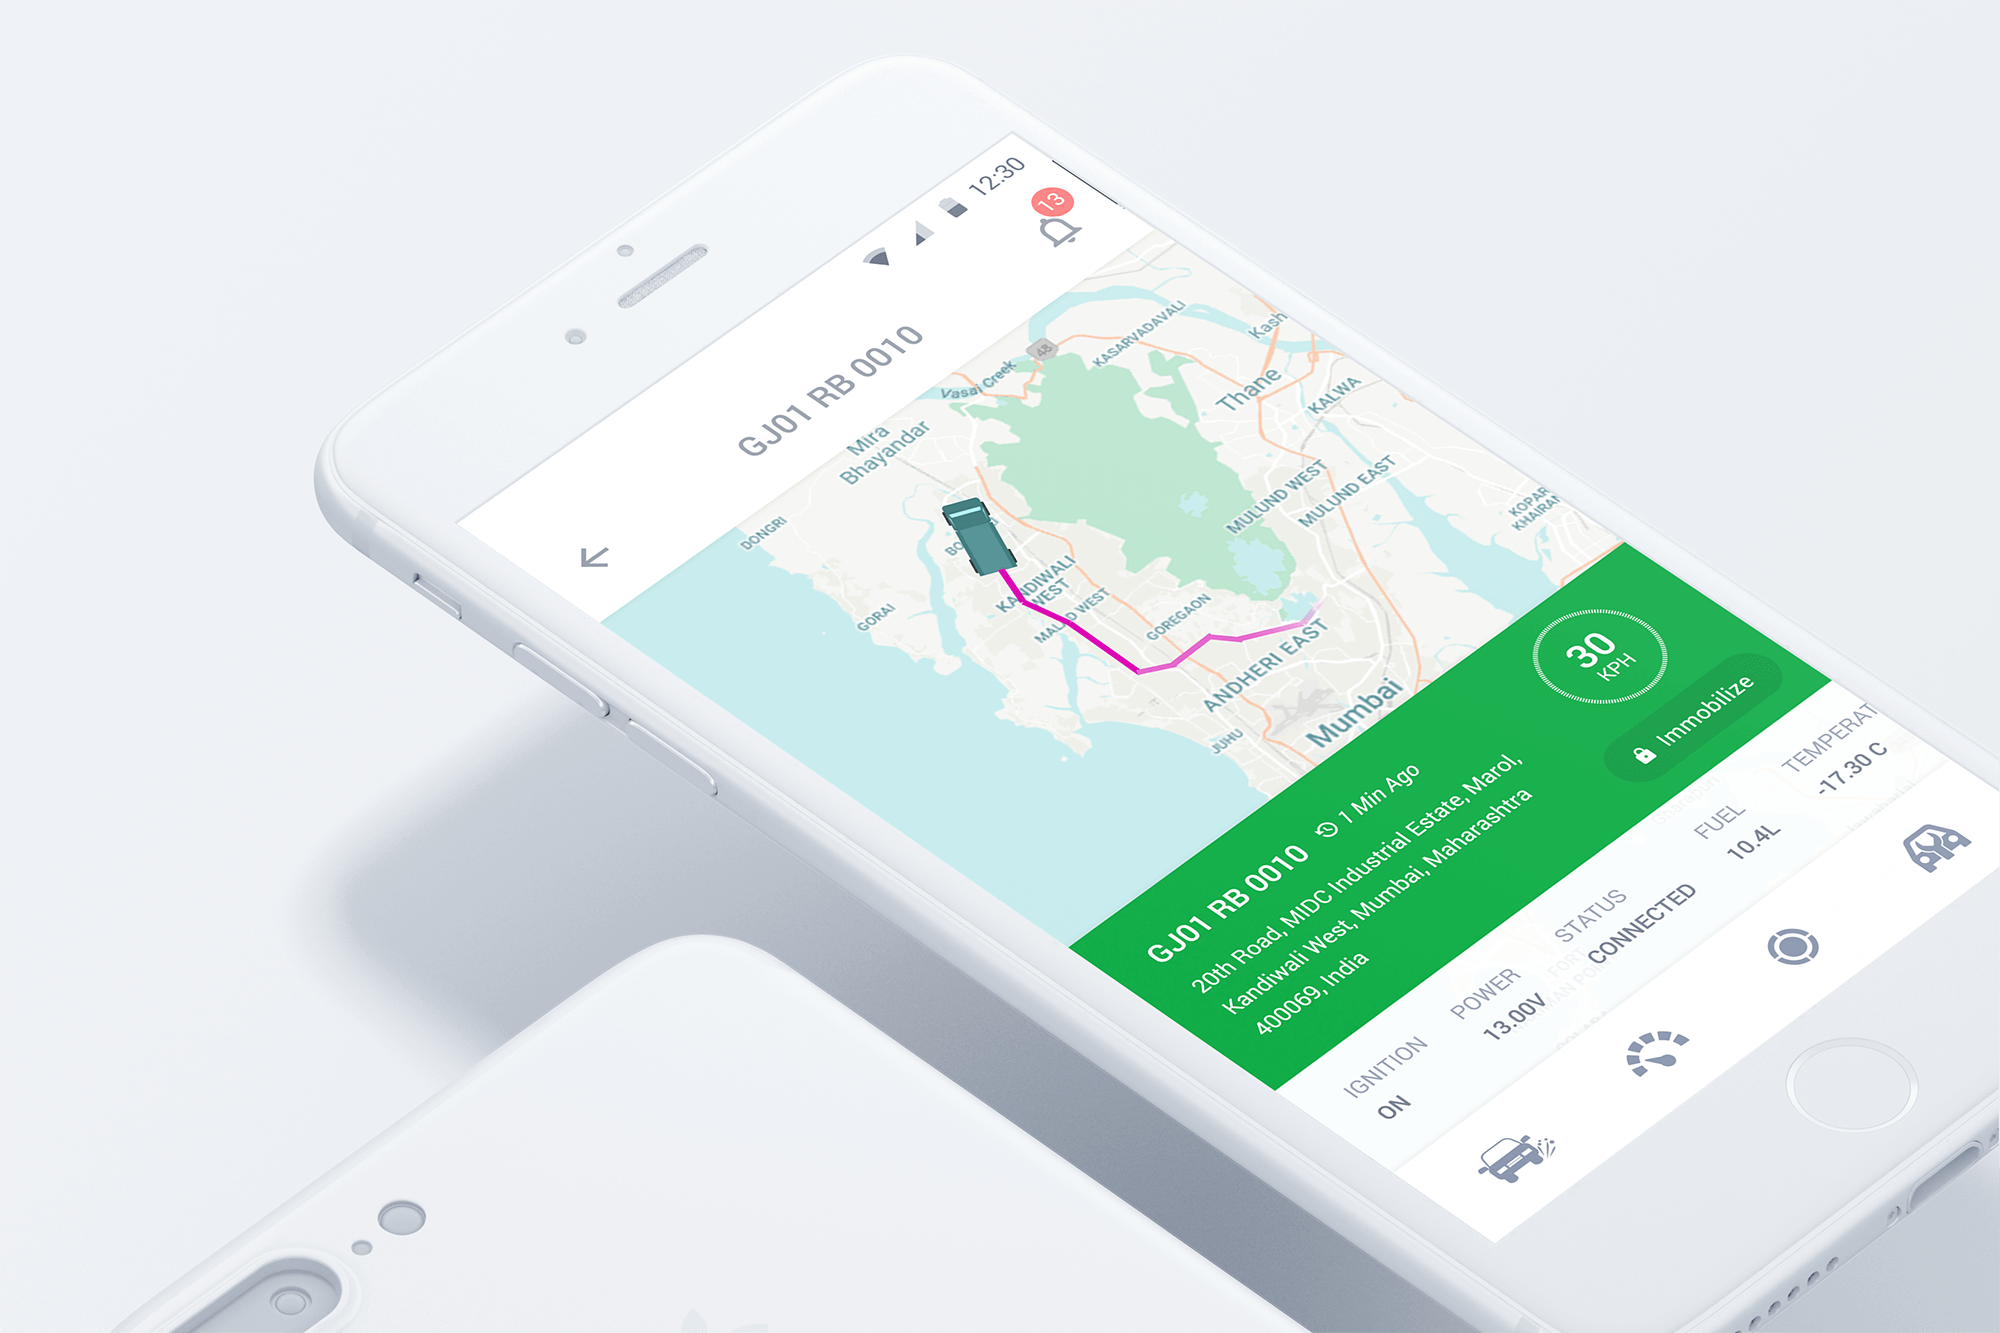 12:30
13
GJ01 RB 0010
48
KASARVADAVALI
Kash
Vasai Creek
Thane
KALWA
Mira
Bhayandar
MULUND WEST
MULUND EAST
KOPAR
KHAIRAN
DONGRI
BO
KANDIWALI
WEST
GORAI
MALAD WEST
GOREGAON
ANDHERI EAST
Mumbai
JUHU
30
KPH
Immobilize
GJ01 RB 0010
1 Min Ago
20th Road, MIDC Industrial Estate, Marol,
Kandiwali West, Mumbai, Maharashtra
400069, India
IGNITION
ON
POWER
13.00V
STATUS
CONNECTED
FUEL
10.4L
TEMPERAT
-17.30 C
FORT